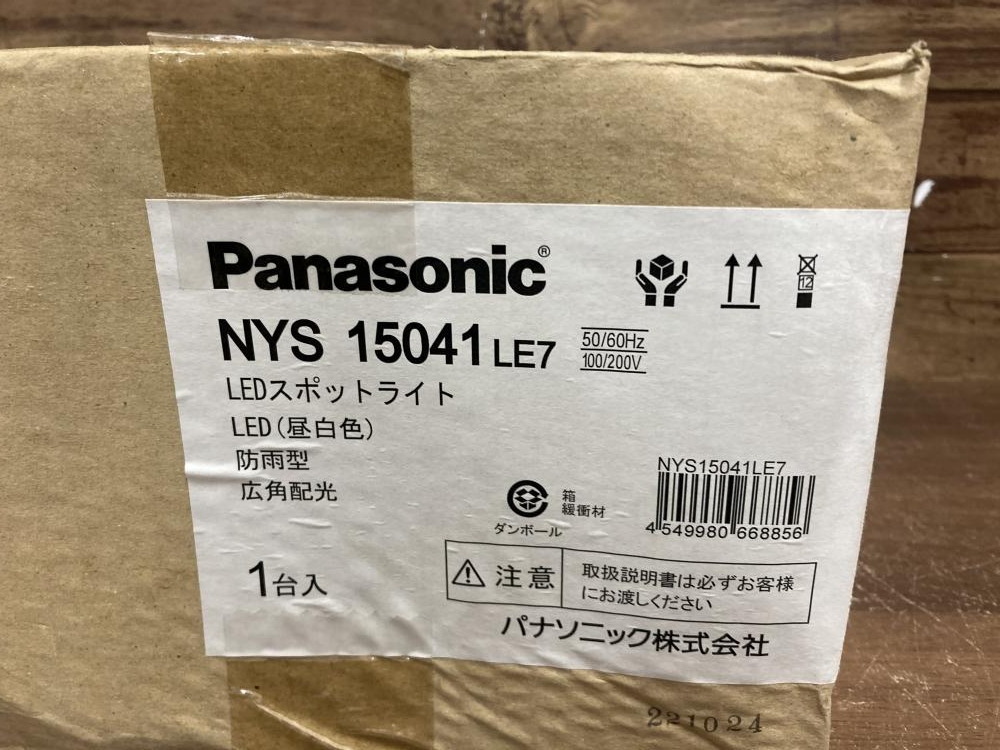 Panasonic®
NYS 15041 LE7
50/60Hz
100/200V
LEDスポットライト
LED(昼白色)
防雨型
広角配光
1台入
12
箱
緩衝材
ダンボール
NYS15041LE7
4 549980 668856
注意
取扱説明書は必ずお客様
にお渡しください
パナソニック株式会社
221024